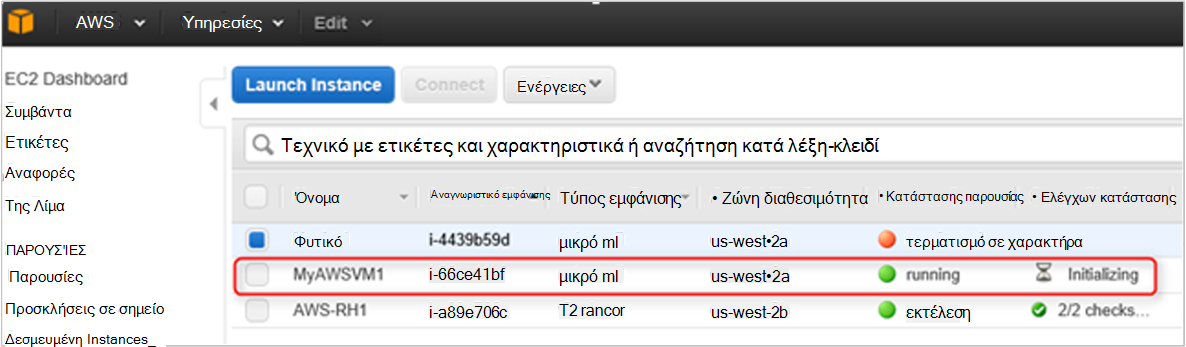 AWS Υπηρεσίες Edit
EC2 Dashboard
Συμβάντα
Ετικέτες
Αναφορές
Της Λίμα
ΠΑΡΟΥΣΊΕΣ
Παρουσίες
Προσκλήσεις σε σημείο
Δεσμευμένη Instances_
Launch Instance Connect Ενέργειες
Τεχνικό με ετικέτες και χαρακτηριστικά ή αναζήτηση κατά λέξη-κλειδί
Όνομα Αναγνωριστικό εμφάνισης Τύπος εμφάνισης • Ζώνη διαθεσιμότητα • Κατάστασης παρουσίας • Ελέγχων κατάστασης
Φυτικό i-4439b59d μικρό ml us-west•2a τερματισμό σε χαρακτήρα
MyAWSVM1 i-66ce41bf μικρό ml us-west•2a running Initializing
AWS-RH1 i-a89e706c T2 rancor us-west-2b εκτέλεση 2/2 checks...